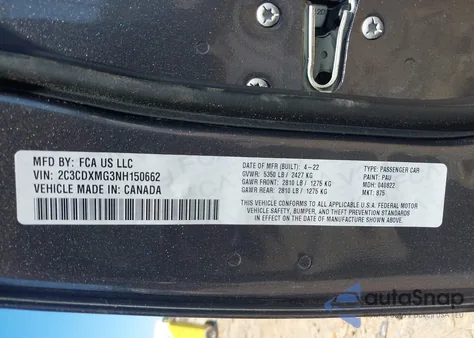 MFD BY: FCA US LLC
VIN: 2C3CDXMG3NH150662
VEHICLE MADE IN: CANADA
DATE OF MFR (BUILT): 4-22
GVWR: 5350 LB / 2427 KG
GAWR FRONT: 2810 LB / 1275 KG
GAWR REAR: 2810 LB / 1275 KG
TYPE: PASSENGER CAR
PAINT: PAU
MDH: 040822
MKT: 875
THIS VEHICLE CONFORMS TO ALL APPLICABLE U.S.A. FEDERAL MOTOR
VEHICLE SAFETY, BUMPER, AND THEFT PREVENTION STANDARDS IN
EFFECT ON THE DATE OF MANUFACTURE SHOWN ABOVE.
autoSnap